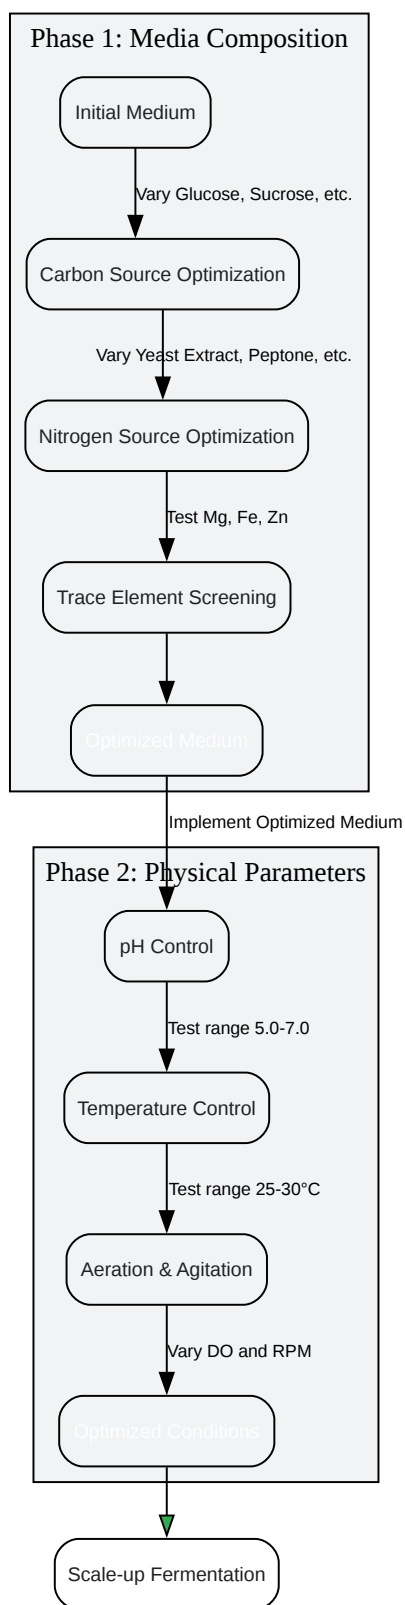 Phase 1: Media Composition
Initial Medium
Vary Glucose, Sucrose, etc.
Carbon Source Optimization
Vary Yeast Extract, Peptone, etc.
Nitrogen Source Optimization
Test Mg, Fe, Zn
Trace Element Screening
Optimized Medium
Implement Optimized Medium
Phase 2: Physical Parameters
pH Control
Test range 5.0-7.0
Temperature Control
Test range 25-30°C
Aeration & Agitation
Vary DO and RPM
Optimized Conditions
Scale-up Fermentation